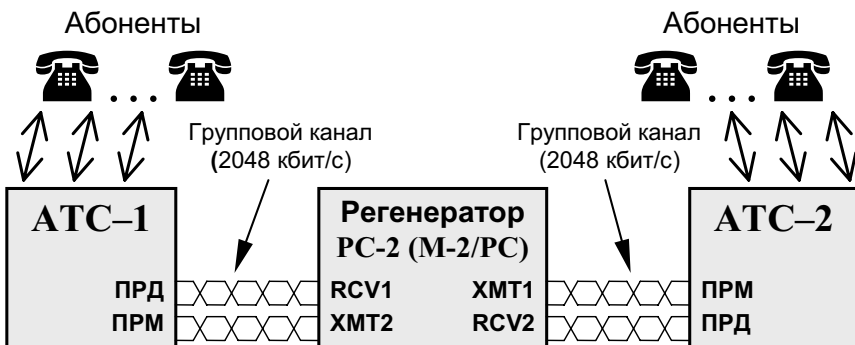 Абоненты
Абоненты
. . .
. . .
Групповой канал
(2048 кбит/с)
Групповой канал
(2048 кбит/с)
АТС–1
Регенератор
РС-2 (М-2/РС)
АТС–2
ПРД
RCV1
XMT1
ПРМ
ПРМ
XMT2
RCV2
ПРД